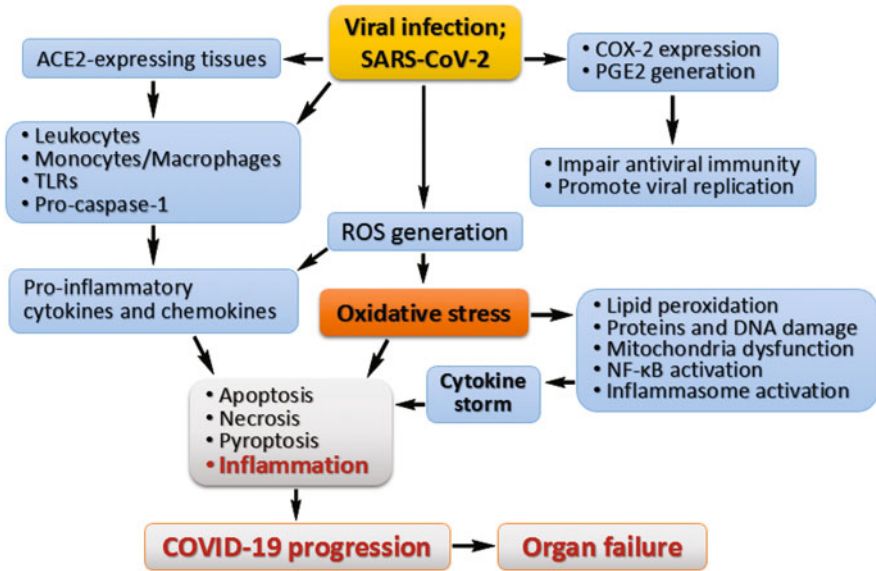 Viral infection;
SARS-CoV-2
ACE2-expressing tissues
• COX-2 expression
• PGE2 generation
• Leukocytes
• Monocytes/Macrophages
• TLRs
• Pro-caspase-1
• Impair antiviral immunity
• Promote viral replication
ROS generation
Pro-inflammatory
cytokines and chemokines
Oxidative stress
• Lipid peroxidation
• Proteins and DNA damage
• Mitochondria dysfunction
• NF-κB activation
• Inflammasome activation
Cytokine
storm
• Apoptosis
• Necrosis
• Pyroptosis
• Inflammation
COVID-19 progression
Organ failure